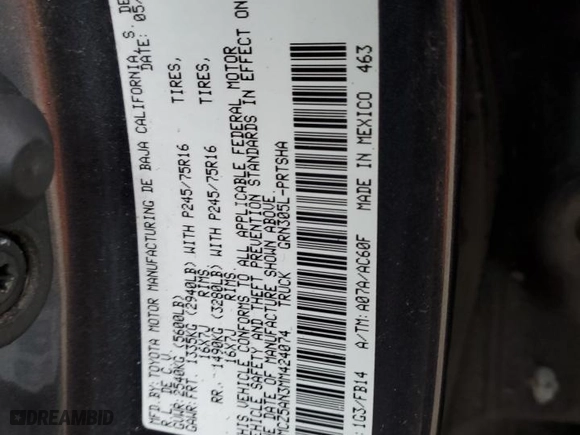 MFD.BY:TOYOTA MOTOR MANUFACTURING DE BAJA CALIFORNIA S. DE
R. DE C.V. DATE: 05/
GVWR: 2540KG (5600LB)
GAWR: FRT. 1335KG (2940LB) WITH P245/75R16 TIRES,
16X7J RIMS.
RR. 1490KG (3280LB) WITH P245/75R16 TIRES,
16X7J RIMS.
THIS VEHICLE CONFORMS TO ALL APPLICABLE FEDERAL MOTOR
VEHICLE SAFETY AND THEFT PREVENTION STANDARDS IN EFFECT ON
DATE OF MANUFACTURE SHOWN ABOVE.
MCZ5AN3MM424074 TRUCK GRN305L-PRTSHA
1G3/FB14 A/TM: A07A/AC60F MADE IN MEXICO 463
DREAMBID